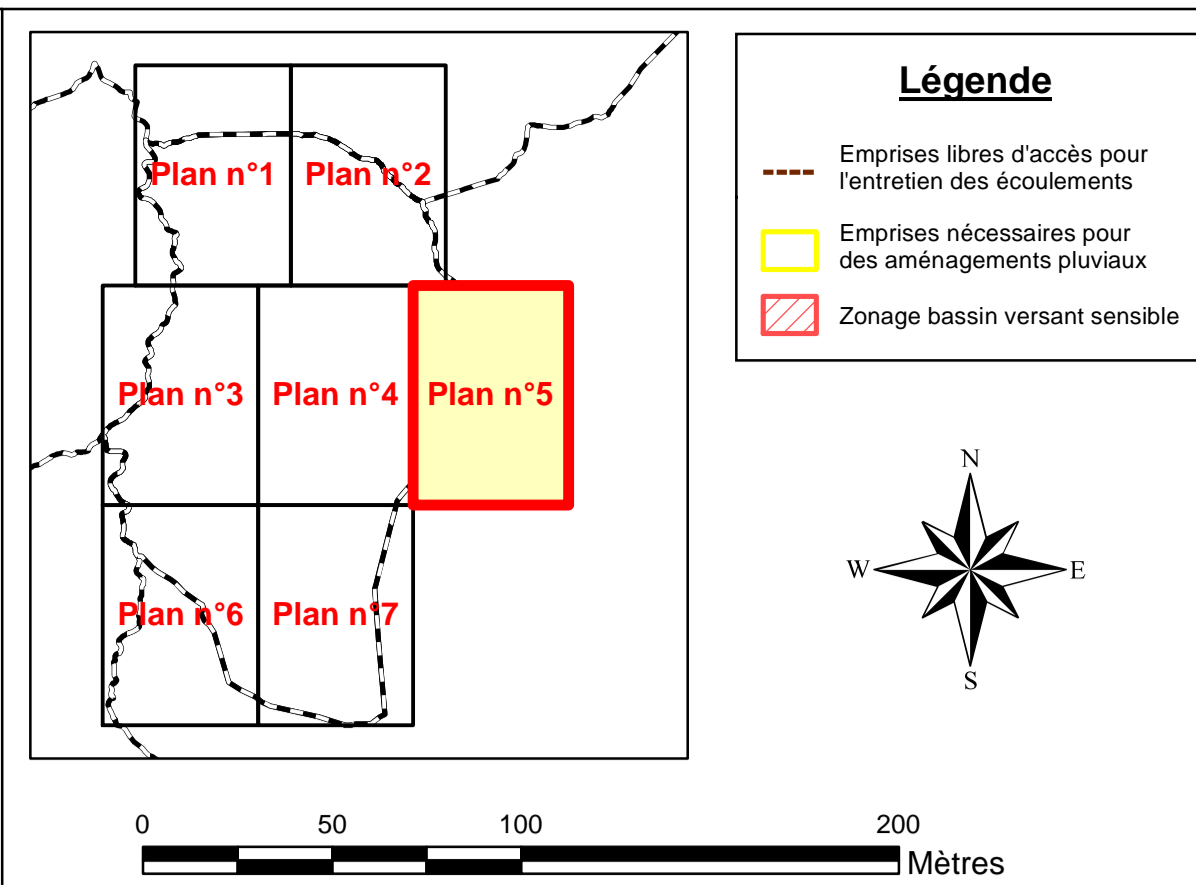 Plan n°1
Plan n°2
Plan n°3
Plan n°4
Plan n°5
Plan n°6
Plan n°7
Légende
Emprises libres d'accès pour
l'entretien des écoulements
Emprises nécessaires pour
des aménagements pluviaux
Zonage bassin versant sensible
N
W
E
S
0
50
100
200
Mètres